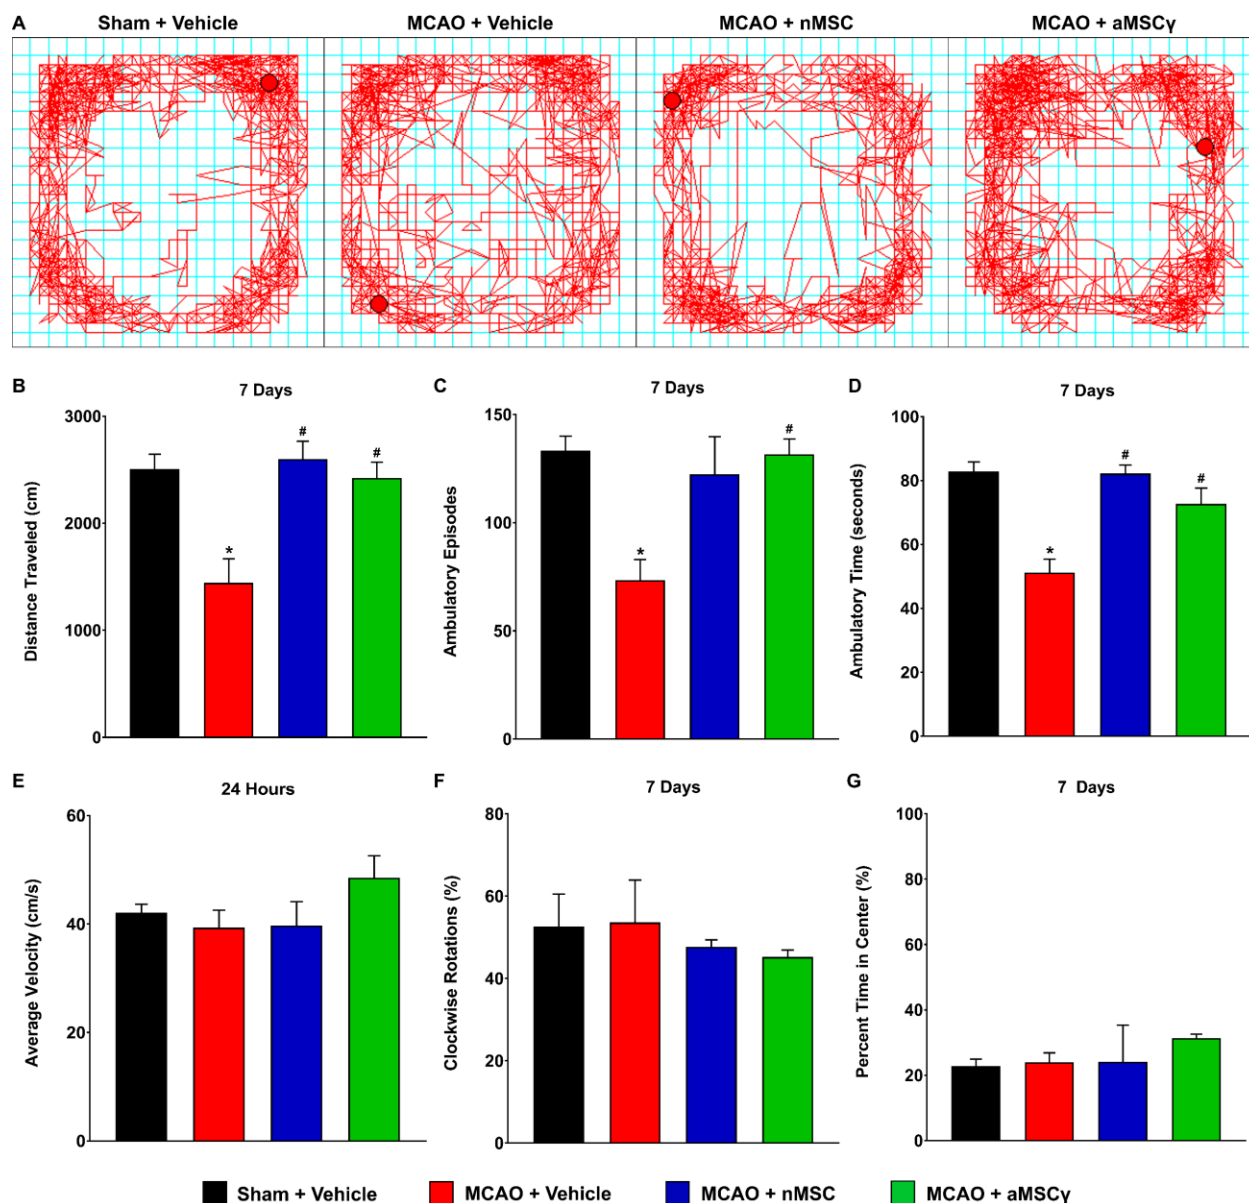 A
Sham + Vehicle
MCAO + Vehicle
MCAO + nMSC
MCAO + aMSCγ
B
7 Days
Distance Traveled (cm)
3000
2000
1000
0
*
#
#
C
7 Days
Ambulatory Episodes
150
100
50
0
*
#
D
7 Days
Ambulatory Time (seconds)
100
80
60
40
20
0
*
#
#
E
24 Hours
Average Velocity (cm/s)
60
40
20
0
F
7 Days
Clockwise Rotations (%)
80
60
40
20
0
G
7 Days
Percent Time in Center (%)
100
80
60
40
20
0
Sham + Vehicle
MCAO + Vehicle
MCAO + nMSC
MCAO + aMSCγ